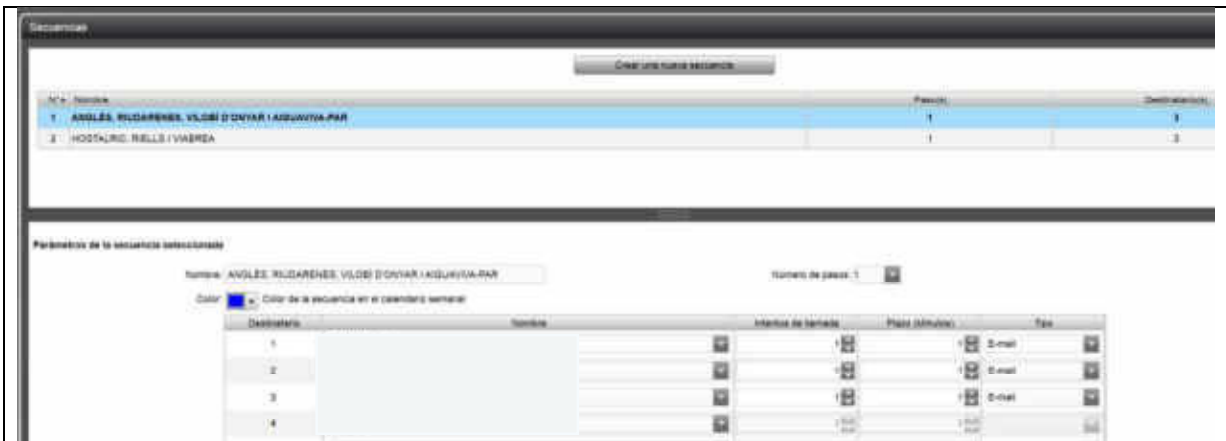 Secuencias
Crear una nueva secuencia
Nº Nombre Paso(s) Destinatario(s)
1 ANGLÈS, RIUDARENES, VILOBÍ D'ONYAR I AIGUAVIVA-PAR 1 3
2 HOSTALRIC, RIELLS I VIABREA 1 3
Parámetros de la secuencia seleccionada
Nombre: ANGLÈS, RIUDARENES, VILOBÍ D'ONYAR I AIGUAVIVA-PAR Número de pasos: 1
Color: Color de la secuencia en el calendario semanal
Destinatario Nombre Intentos de llamada Plazo (Minutos) Tipo
1 1 1 E-mail
2 1 1 E-mail
3 1 1 E-mail
4